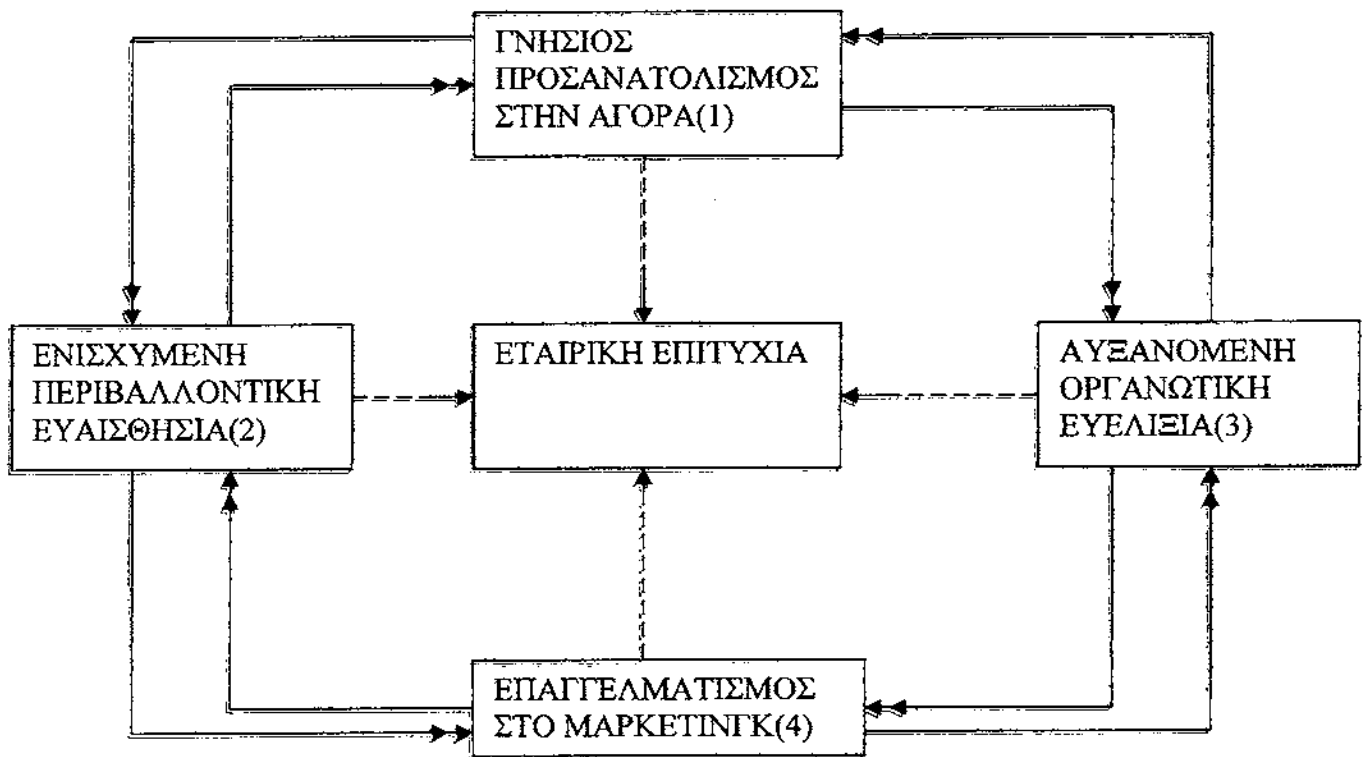 ΓΝΗΣΙΟΣ
ΠΡΟΣΑΝΑΤΟΛΙΣΜΟΣ
ΣΤΗΝ ΑΓΟΡΑ(1)
ΕΝΙΣΧΥΜΕΝΗ
ΠΕΡΙΒΑΛΛΟΝΤΙΚΗ
ΕΥΑΙΣΘΗΣΙΑ(2)
ΕΤΑΙΡΙΚΗ ΕΠΙΤΥΧΙΑ
ΑΥΞΑΝΟΜΕΝΗ
ΟΡΓΑΝΩΤΙΚΗ
ΕΥΕΛΙΞΙΑ(3)
ΕΠΑΓΓΕΛΜΑΤΙΣΜΟΣ
ΣΤΟ ΜΑΡΚΕΤΙΝΓΚ(4)